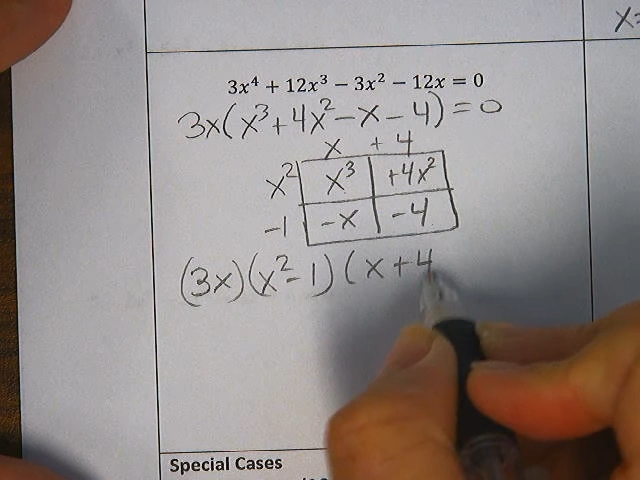 x=
3x⁴ + 12x³ − 3x² − 12x = 0
3x(x³+4x²-x-4)=0
x +4
x² x³ +4x²
-1 -x -4
(3x)(x²-1)(x+4
Special Cases